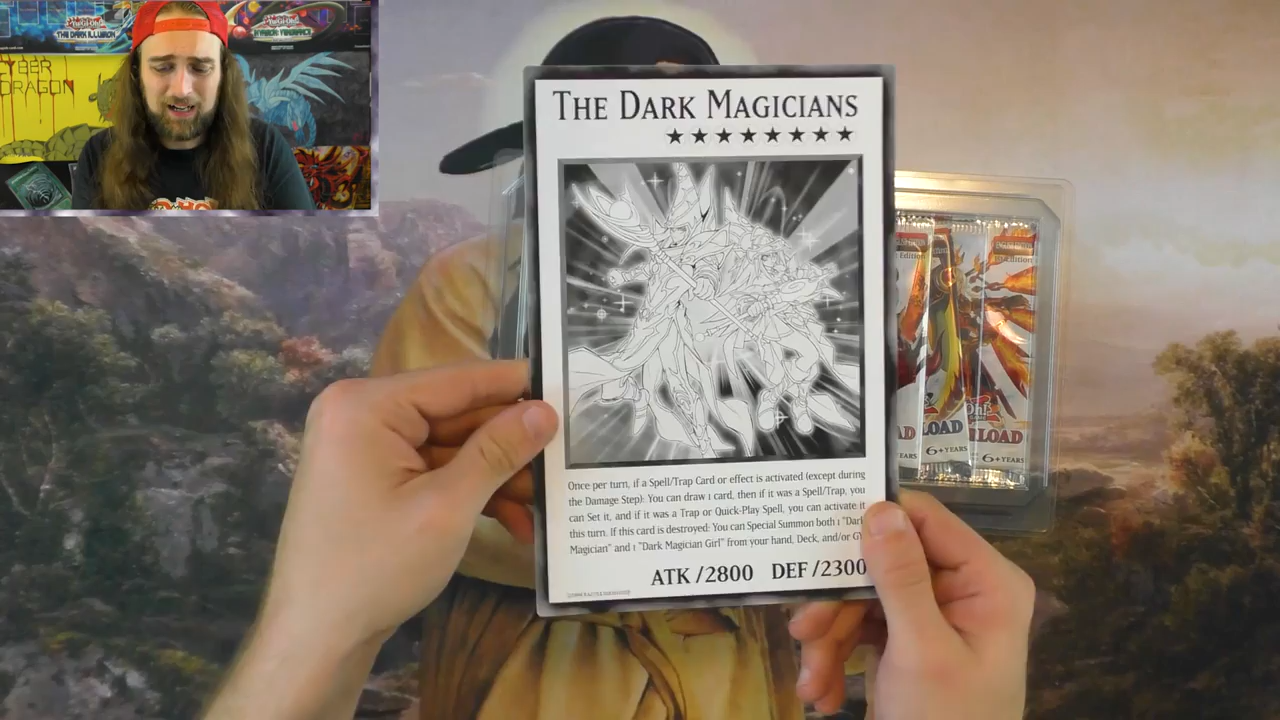 THE DARK ILLUSION
CYBER
DRAGON
THE DARK MAGICIANS
Once per turn, if a Spell/Trap Card or effect is activated (except during
the Damage Step): You can draw 1 card, then if it was a Spell/Trap, you
can Set it, and if it was a Trap or Quick-Play Spell, you can activate it
this turn. If this card is destroyed: You can Special Summon both 1 "Dark
Magician" and 1 "Dark Magician Girl" from your hand, Deck, and/or GY
ATK /2800 DEF /2300
Edition
Edition
AD
LOAD
LOAD
YEARS
6+YEARS
6+YEARS